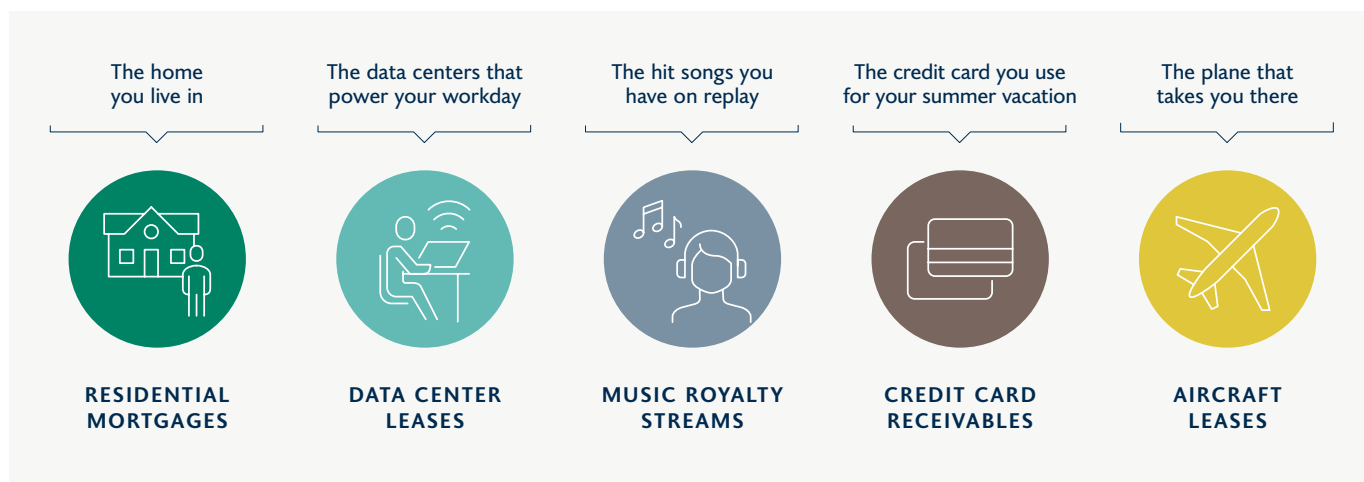 The home
you live in
The data centers that
power your workday
The hit songs you
have on replay
The credit card you use
for your summer vacation
The plane that
takes you there
RESIDENTIAL
MORTGAGES
DATA CENTER
LEASES
MUSIC ROYALTY
STREAMS
CREDIT CARD
RECEIVABLES
AIRCRAFT
LEASES